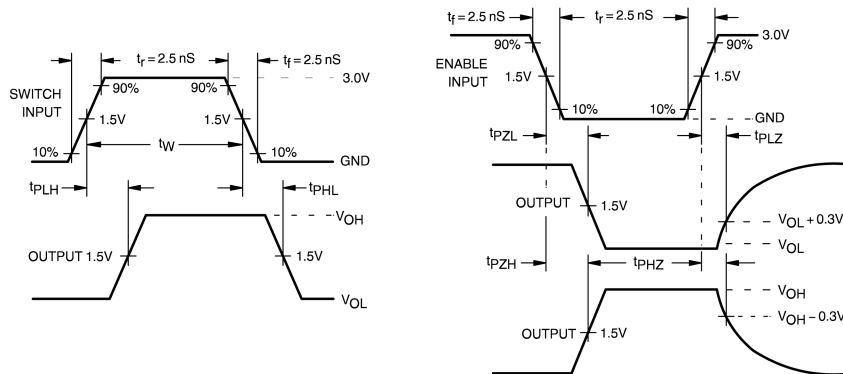 tr = 2.5 nS
tf = 2.5 nS
90%
90%
3.0V
SWITCH
INPUT
1.5V
1.5V
tW
10%
10%
GND
tPLH
tPHL
VOH
OUTPUT 1.5V
1.5V
VOL
tf = 2.5 nS
tr = 2.5 nS
3.0V
90%
90%
ENABLE
INPUT
1.5V
1.5V
10%
10%
GND
tPZL
tPLZ
OUTPUT
1.5V
VOL + 0.3V
VOL
tPZH
tPHZ
VOH
VOH – 0.3V
OUTPUT
1.5V